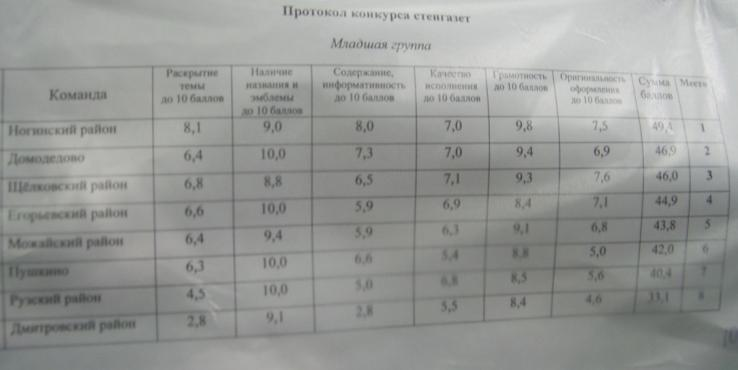 Протокол конкурса стенгазет
Младшая группа
Команда
Раскрытие
темы
до 10 баллов
Наличие
названия и
эмблемы
до 10 баллов
Содержание,
информативность
до 10 баллов
Качество
исполнения
до 10 баллов
Грамотность
до 10 баллов
Оригинальность
оформления
до 10 баллов
Сумма
баллов
Место
Ногинский район 8,1 9,0 8,0 7,0 9,8 7,5 49,4 1
Домодедово 6,4 10,0 7,3 7,0 9,4 6,9 46,9 2
Щёлковский район 6,8 8,8 6,5 7,1 9,3 7,6 46,0 3
Егорьевский район 6,6 10,0 5,9 6,9 8,4 7,1 44,9 4
Можайский район 6,4 9,4 5,9 6,3 9,1 6,8 43,8 5
Пушкино 6,3 10,0 6,6 5,4 8,8 5,0 42,0 6
Рузский район 4,5 10,0 5,0 6,8 8,5 5,6 40,4 7
Дмитровский район 2,8 9,1 2,8 5,5 8,4 4,6 33,1 8